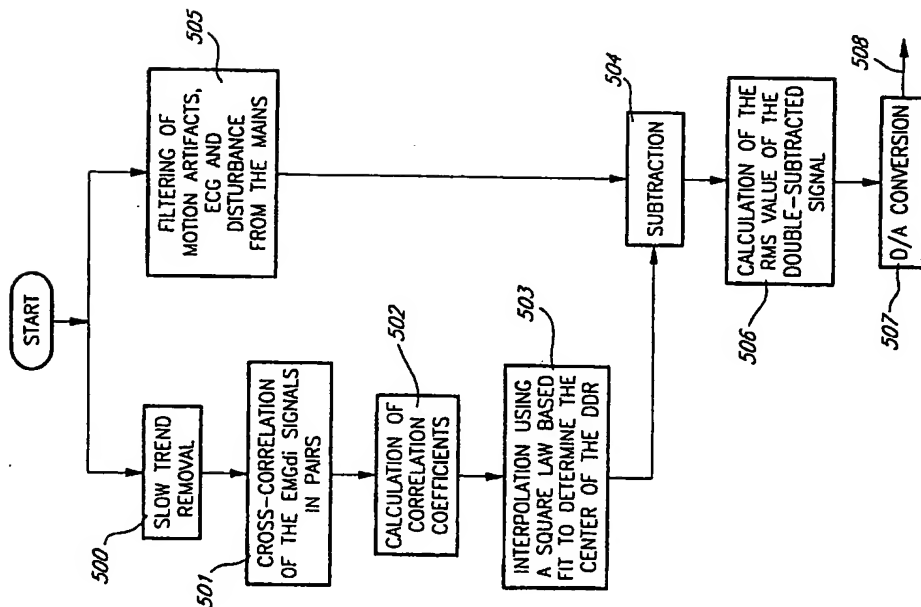 START
505
FILTERING OF
MOTION ARTIFACTS,
ECG AND
DISTURBANCE
FROM THE MAINS
SLOW TREND
REMOVAL
500
CROSS-CORRELATION
OF THE EMGdi SIGNALS
IN PAIRS
501
502
CALCULATION OF
CORRELATION
COEFFICIENTS
503
INTERPOLATION USING
A SQUARE LAW BASED
FIT TO DETERMINE THE
CENTER OF THE DDR
504
SUBTRACTION
CALCULATION OF THE
RMS VALUE OF THE
DOUBLE-SUBTRACTED
SIGNAL
506
D/A CONVERSION
507
508